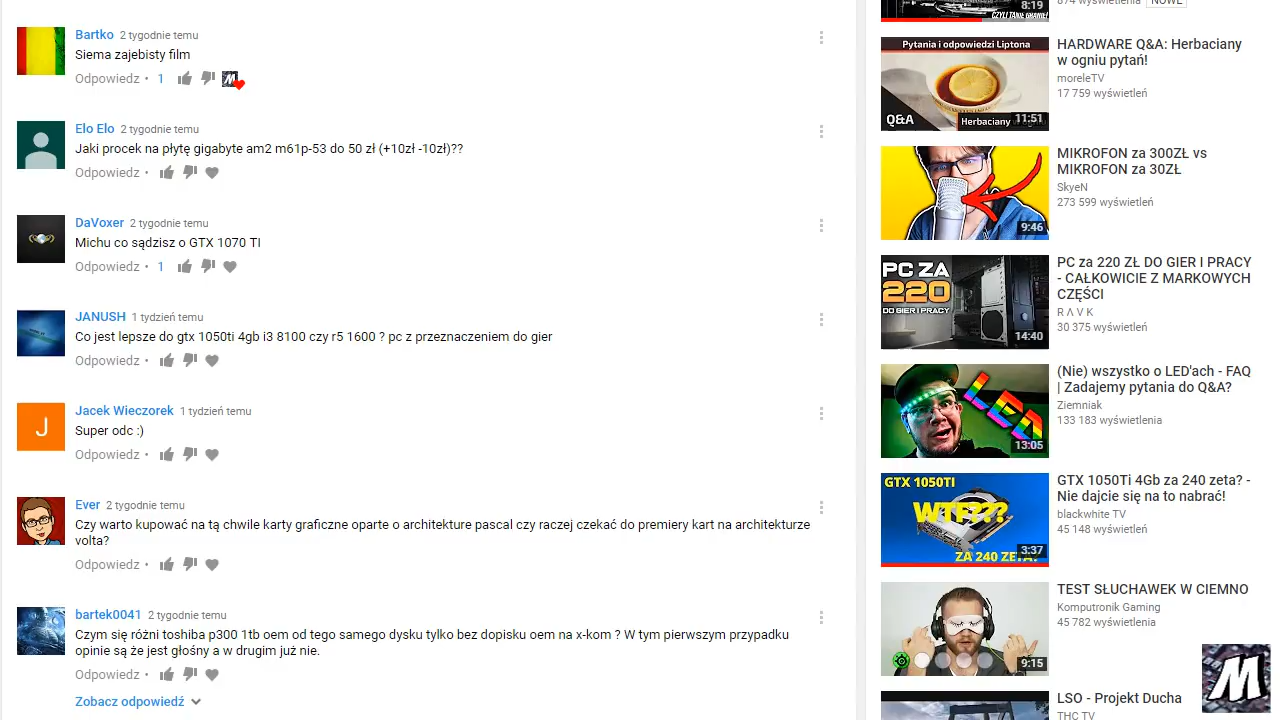 Bartko 2 tygodnie temu
Siema zajebisty film
Odpowiedz • 1
Elo Elo 2 tygodnie temu
Jaki procek na płytę gigabyte am2 m61p-53 do 50 zł (+10zł -10zł)??
Odpowiedz •
DaVoxer 2 tygodnie temu
Michu co sądzisz o GTX 1070 TI
Odpowiedz • 1
JANUSH 1 tydzień temu
Co jest lepsze do gtx 1050ti 4gb i3 8100 czy r5 1600 ? pc z przeznaczeniem do gier
Odpowiedz •
J
Jacek Wieczorek 1 tydzień temu
Super odc :)
Odpowiedz •
Ever 2 tygodnie temu
Czy warto kupować na tą chwile karty graficzne oparte o architekture pascal czy raczej czekać do premiery kart na architekturze
volta?
Odpowiedz •
bartek0041 2 tygodnie temu
Czym się różni toshiba p300 1tb oem od tego samego dysku tylko bez dopisku oem na x-kom ? W tym pierwszym przypadku
opinie są że jest głośny a w drugim już nie.
Odpowiedz •
Zobacz odpowiedź
8:19
CZYLI TANIE GRANIE!
874 wyświetlenia NOWE
Pytania i odpowiedzi Liptona
Q&A
Herbaciany
11:51
HARDWARE Q&A: Herbaciany
w ogniu pytań!
moreleTV
17 759 wyświetleń
9:46
MIKROFON za 300ZŁ vs
MIKROFON za 30ZŁ
SkyeN
273 599 wyświetleń
PC ZA
220
DO GIER I PRACY
14:40
PC za 220 ZŁ DO GIER I PRACY
- CAŁKOWICIE Z MARKOWYCH
CZĘŚCI
R Λ V K
30 375 wyświetleń
LED
13:05
(Nie) wszystko o LED'ach - FAQ
| Zadajemy pytania do Q&A?
Ziemniak
133 183 wyświetlenia
GTX 1050TI
WTF???
3:37
ZA 240 ZETA?
GTX 1050Ti 4Gb za 240 zeta? -
Nie dajcie się na to nabrać!
blackwhite TV
45 148 wyświetleń
9:15
TEST SŁUCHAWEK W CIEMNO
Komputronik Gaming
45 782 wyświetlenia
LSO - Projekt Ducha
THC TV
M